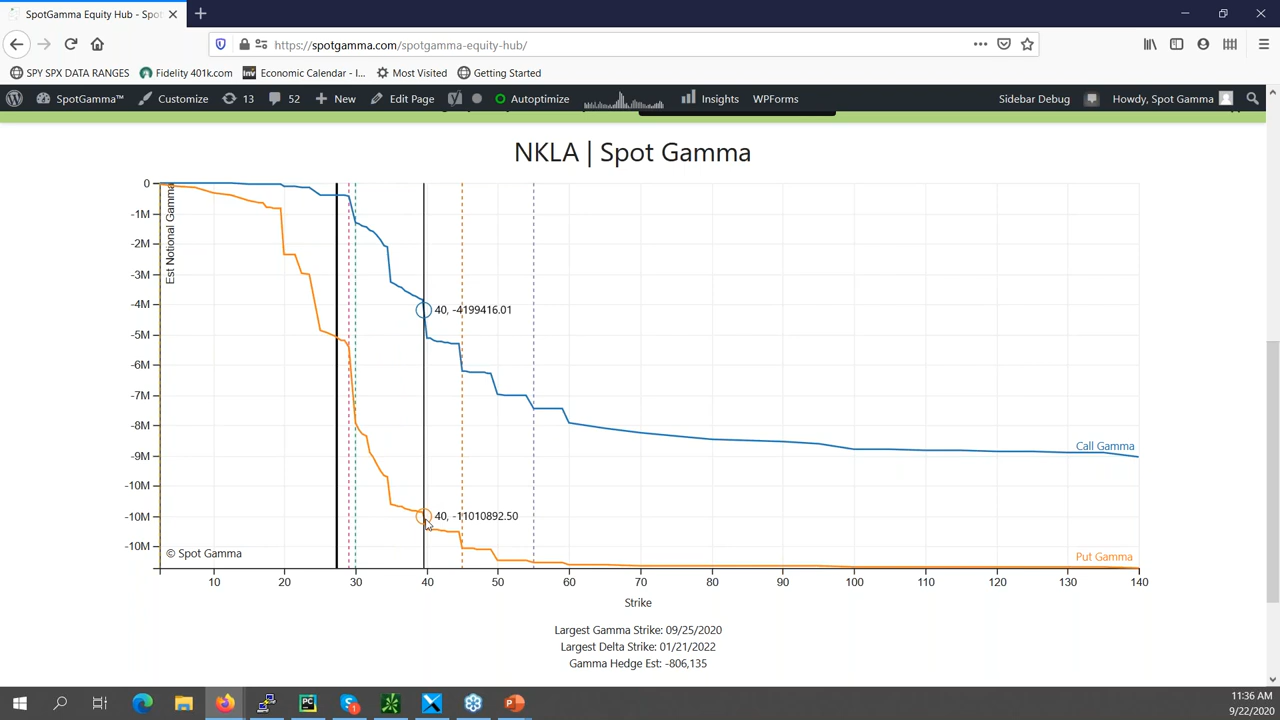 SpotGamma Equity Hub - Spot
https://spotgamma.com/spotgamma-equity-hub/
SPY SPX DATA RANGES
Fidelity 401k.com
Economic Calendar - I...
Most Visited
Getting Started
SpotGamma™
Customize
13
52
New
Edit Page
Autoptimize
Insights
WPForms
Sidebar Debug
Howdy, Spot Gamma
NKLA | Spot Gamma
Est Notional Gamma
0
-1M
-2M
-3M
-4M
-5M
-6M
-7M
-8M
-9M
-10M
-10M
-10M
40, -4199416.01
40, -11010892.50
Call Gamma
Put Gamma
© Spot Gamma
10
20
30
40
50
60
70
80
90
100
110
120
130
140
Strike
Largest Gamma Strike: 09/25/2020
Largest Delta Strike: 01/21/2022
Gamma Hedge Est: -806,135
11:36 AM
9/22/2020